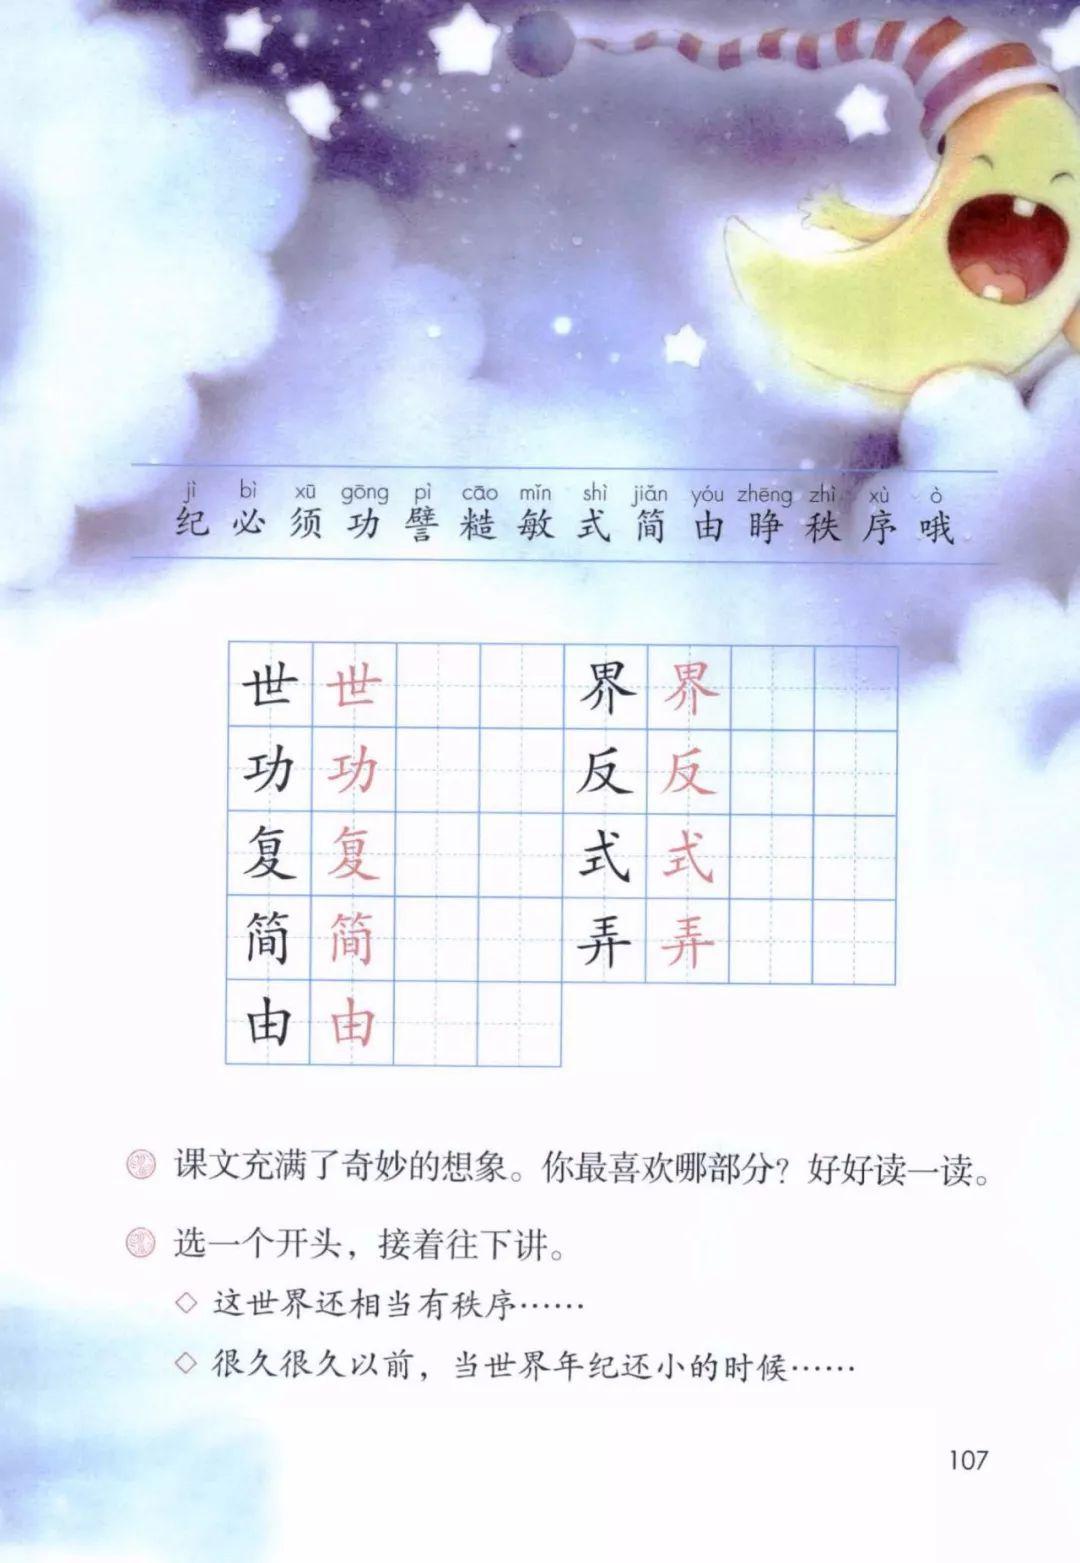 jì bì xū gōng pì cāo mǐn shì jiǎn yóu zhēng zhì xù ò
纪 必 须 功 譬 糙 敏 式 简 由 睁 秩 序 哦
世 世 界 界
功 功 反 反
复 复 式 式
简 简 弄 弄
由 由
课文充满了奇妙的想象。你最喜欢哪部分？好好读一读。
选一个开头，接着往下讲。
◇ 这世界还相当有秩序……
◇ 很久很久以前，当世界年纪还小的时候……
107